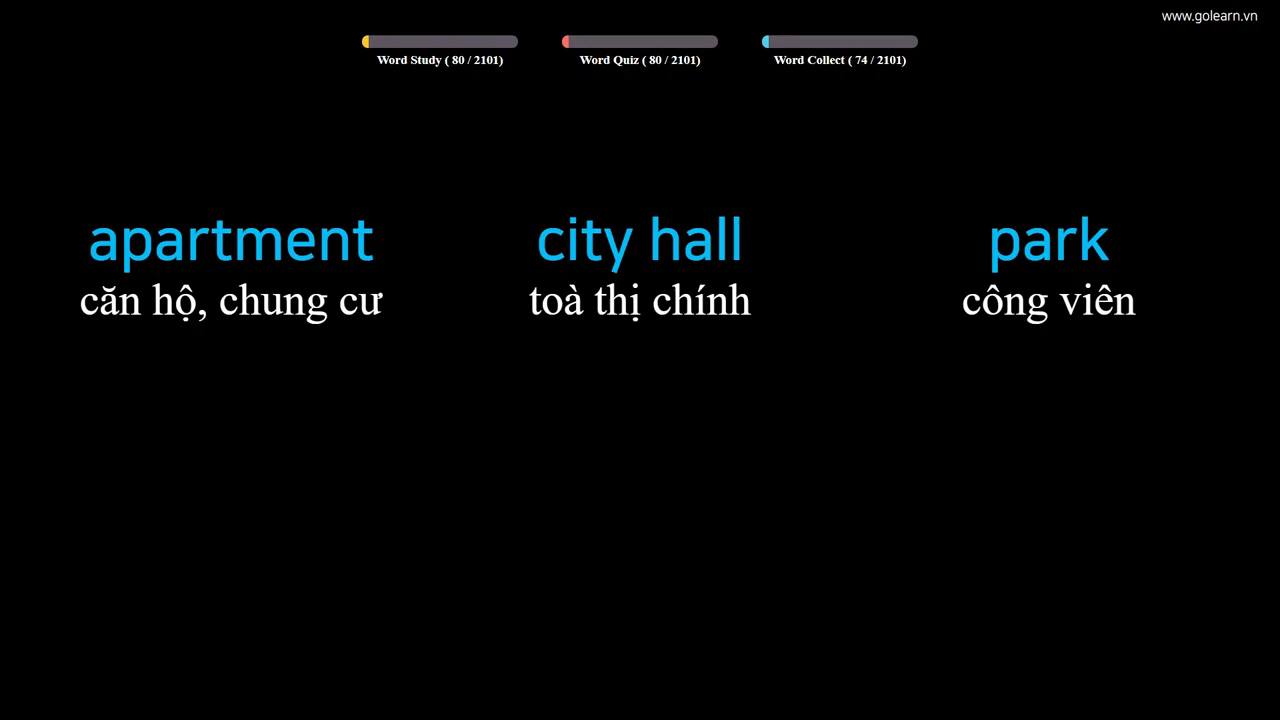 www.golearn.vn
Word Study ( 80 / 2101)
Word Quiz ( 80 / 2101)
Word Collect ( 74 / 2101)
apartment
căn hộ, chung cư
city hall
toà thị chính
park
công viên